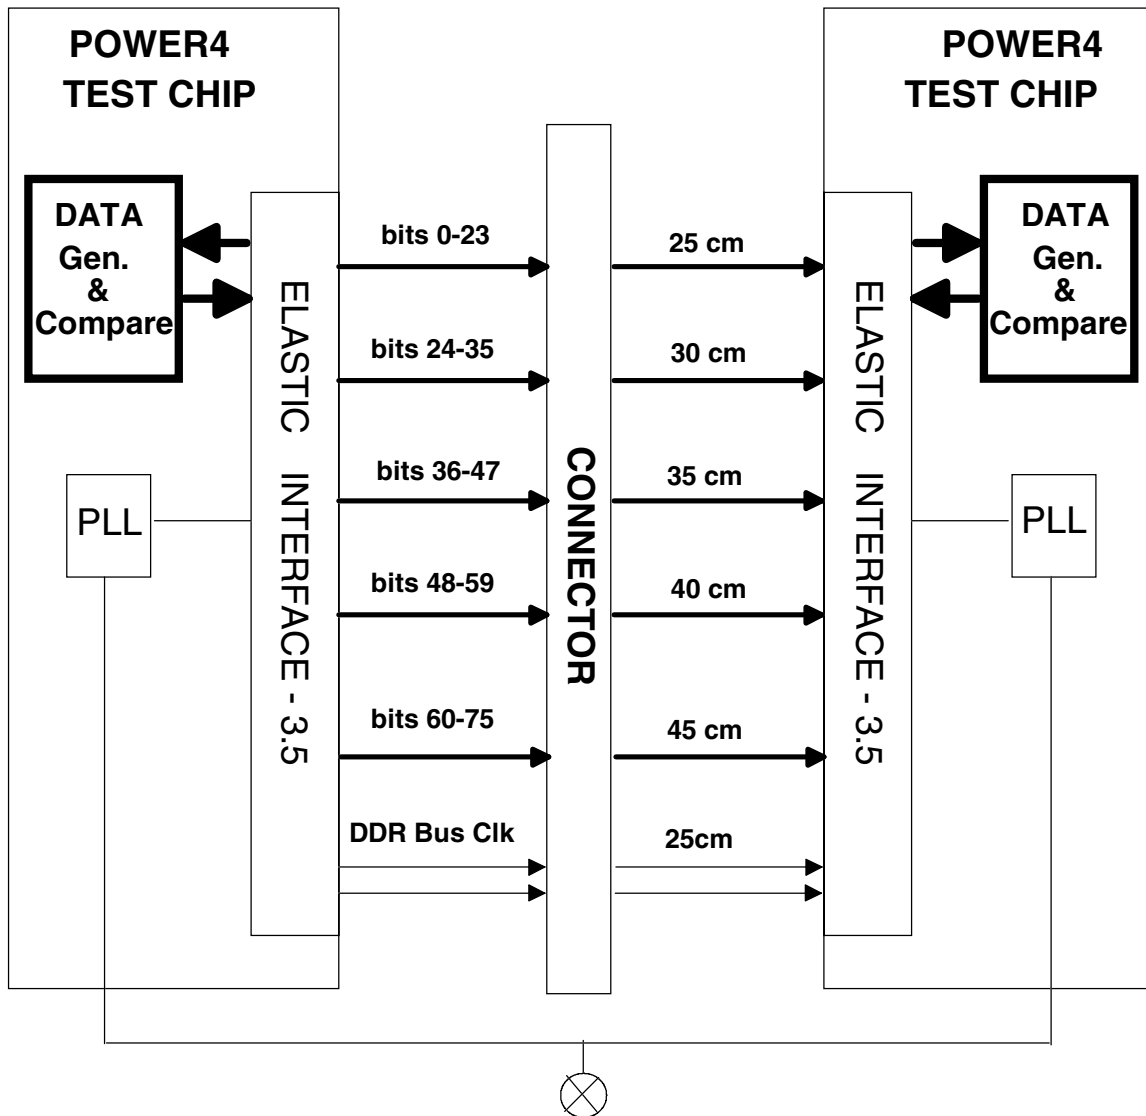 POWER4
TEST CHIP
POWER4
TEST CHIP
DATA
Gen.
&
Compare
DATA
Gen.
&
Compare
bits 0-23
25 cm
bits 24-35
30 cm
bits 36-47
35 cm
bits 48-59
40 cm
bits 60-75
45 cm
DDR Bus Clk
25cm
ELASTIC INTERFACE - 3.5
CONNECTOR
ELASTIC INTERFACE - 3.5
PLL
PLL